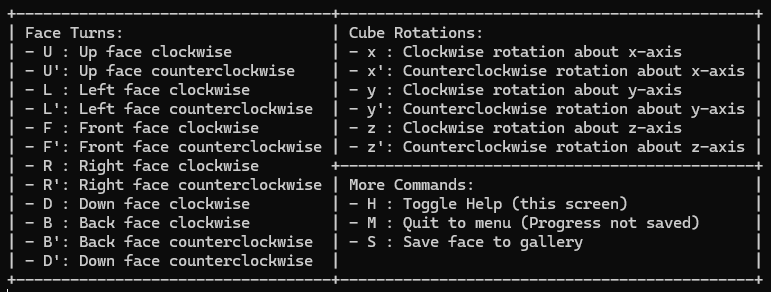 Face Turns:
- U : Up face clockwise
- U': Up face counterclockwise
- L : Left face clockwise
- L': Left face counterclockwise
- F : Front face clockwise
- F': Front face counterclockwise
- R : Right face clockwise
- R': Right face counterclockwise
- D : Down face clockwise
- B : Back face clockwise
- B': Back face counterclockwise
- D': Down face counterclockwise
Cube Rotations:
- x : Clockwise rotation about x-axis
- x': Counterclockwise rotation about x-axis
- y : Clockwise rotation about y-axis
- y': Counterclockwise rotation about y-axis
- z : Clockwise rotation about z-axis
- z': Counterclockwise rotation about z-axis
More Commands:
- H : Toggle Help (this screen)
- M : Quit to menu (Progress not saved)
- S : Save face to gallery